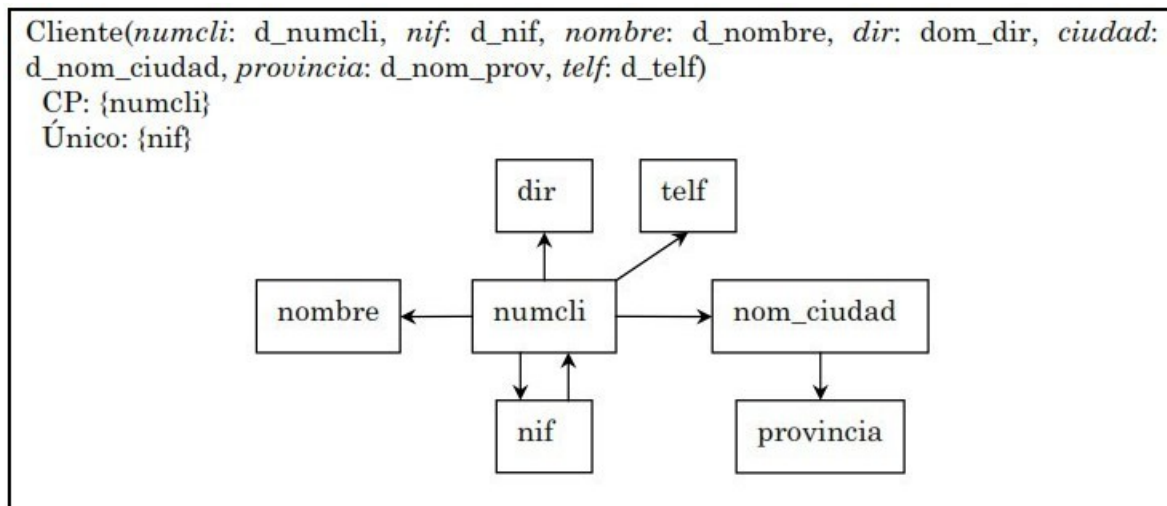 Cliente(numcli: d_numcli, nif: d_nif, nombre: d_nombre, dir: dom_dir, ciudad:
d_nom_ciudad, provincia: d_nom_prov, telf: d_telf)
CP: {numcli}
Único: {nif}
dir
telf
nombre
numcli
nom_ciudad
nif
provincia